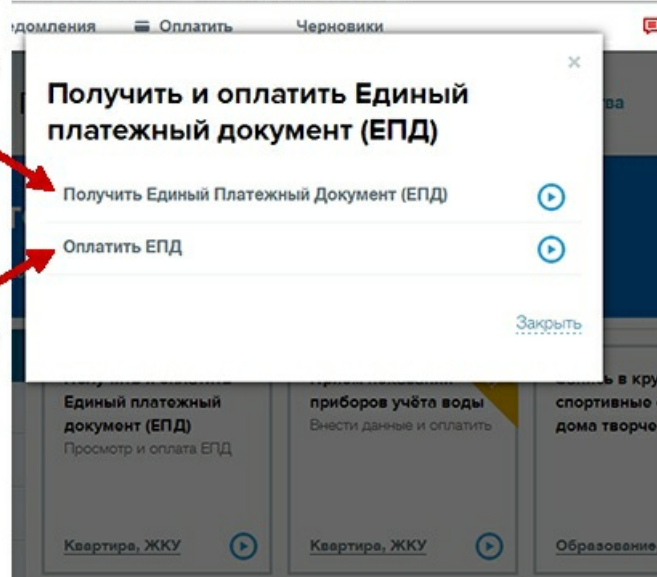 Оплатить
Черновики
Получить и оплатить Единый
платежный документ (ЕПД)
Получить Единый Платежный Документ (ЕПД)
Оплатить ЕПД
Закрыть
Единый платежный
документ (ЕПД)
Просмотр и оплата ЕПД
Квартира, ЖКУ
приборов учёта воды
Внести данные и оплатить
Квартира, ЖКУ
в кру
спортивные
дома творче
Образование